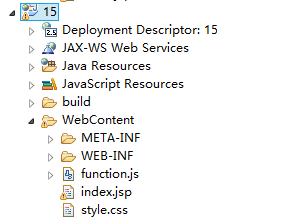 15
Deployment Descriptor: 15
JAX-WS Web Services
Java Resources
JavaScript Resources
build
WebContent
META-INF
WEB-INF
function.js
index.jsp
style.css